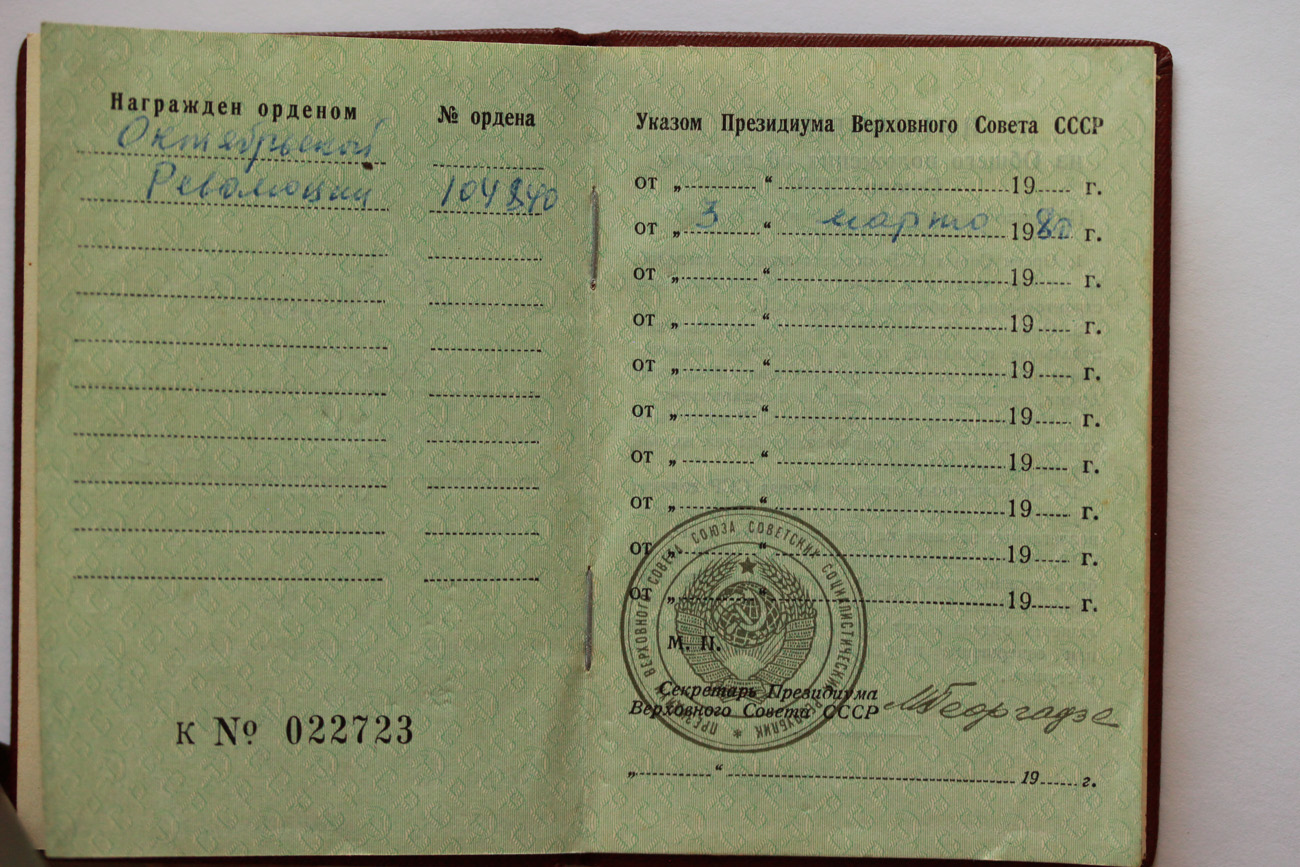 Награжден орденом
№ ордена
Октябрьской
Революции
104840
к № 022723
Указом Президиума Верховного Совета СССР
от „ “ 19 г.
от „ 3 “ марта 1980 г.
от „ “ 19 г.
от „ “ 19 г.
от „ “ 19 г.
от „ “ 19 г.
от „ “ 19 г.
от „ “ 19 г.
от „ “ 19 г.
от „ “ 19 г.
ПРЕЗИДИУМ ВЕРХОВНОГО СОВЕТА СОЮЗА СОВЕТСКИХ СОЦИАЛИСТИЧЕСКИХ РЕСПУБЛИК
М. П.
Секретарь Президиума
Верховного Совета СССР
МГеоргадзе
„ “ 19 г.